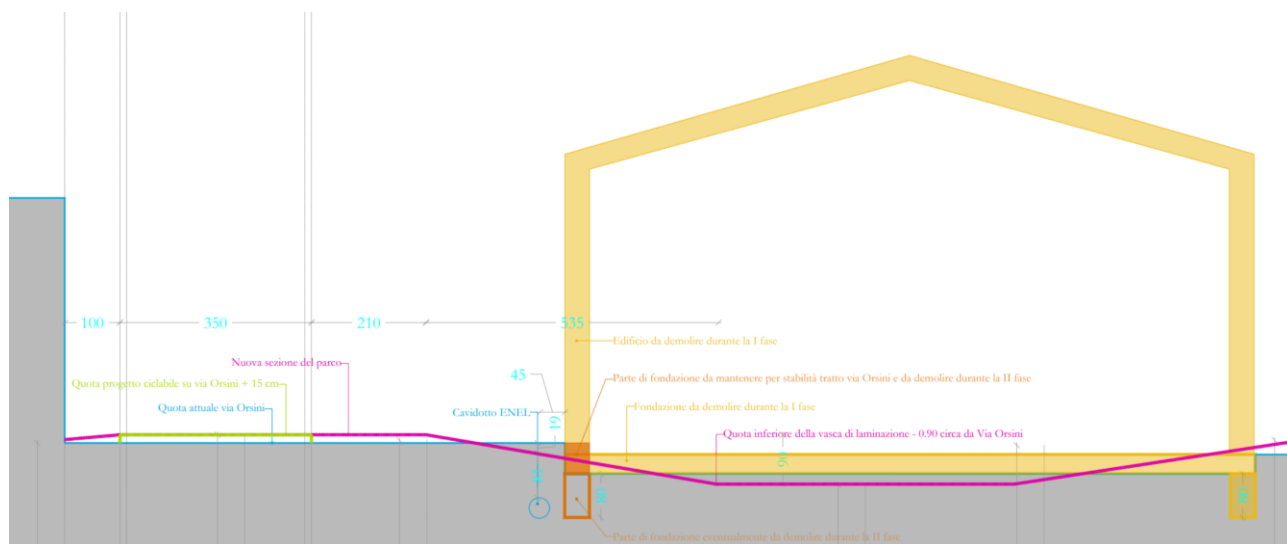 100
350
210
535
Edificio da demolire durante la I fase
Nuova sezione del parco
45
Parte di fondazione da mantenere per stabilità tratto via Orsini e da demolire durante la II fase
Quota progetto ciclabile su via Orsini + 15 cm
Quota attuale via Orsini
Cavidotto ENEL
19
Fondazione da demolire durante la I fase
Quota inferiore della vasca di laminazione - 0.90 circa da Via Orsini
90
80
80
Parte di fondazione eventualmente da demolire durante la II fase